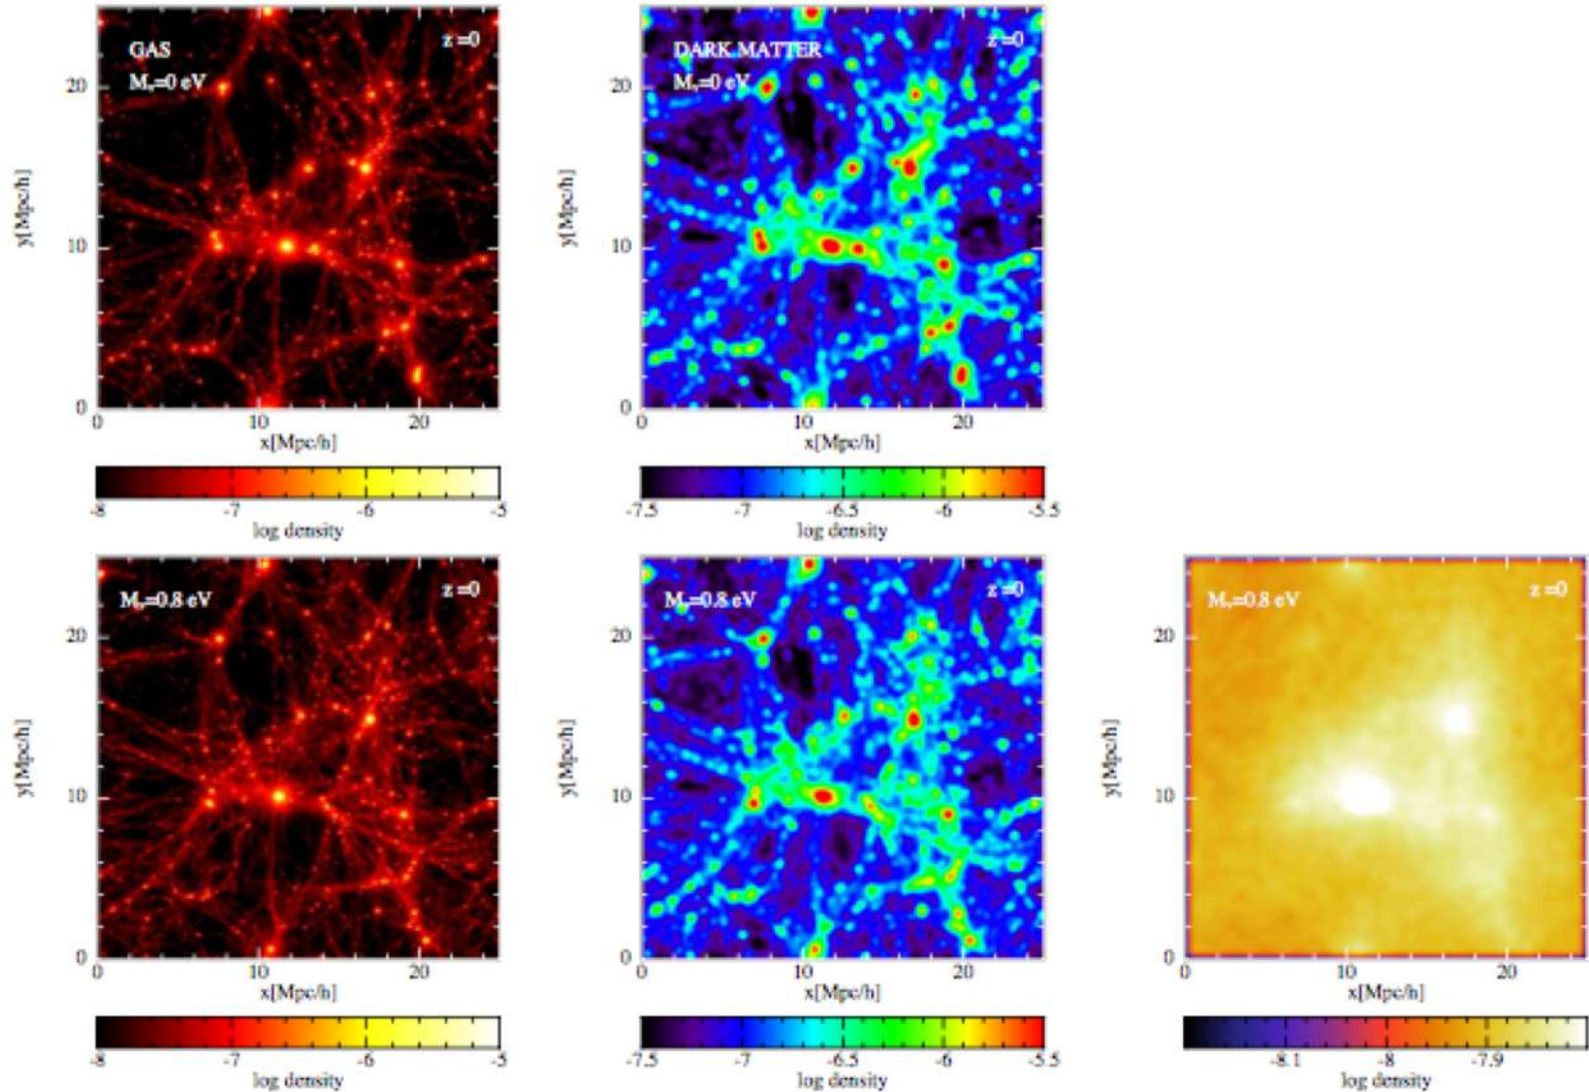 GAS
M_ν=0 eV
z =0
20
10
0
y[Mpc/h]
0 10 20
x[Mpc/h]
-8 -7 -6 -5
log density
DARK MATTER
M_ν=0 eV
z =0
20
10
0
y[Mpc/h]
0 10 20
x[Mpc/h]
-7.5 -7 -6.5 -6 -5.5
log density
M_ν=0.8 eV
z =0
20
10
0
y[Mpc/h]
0 10 20
x[Mpc/h]
-8 -7 -6 -5
log density
M_ν=0.8 eV
z =0
20
10
0
y[Mpc/h]
0 10 20
x[Mpc/h]
-7.5 -7 -6.5 -6 -5.5
log density
M_ν=0.8 eV
z =0
20
10
0
y[Mpc/h]
0 10 20
x[Mpc/h]
-8.1 -8 -7.9
log density